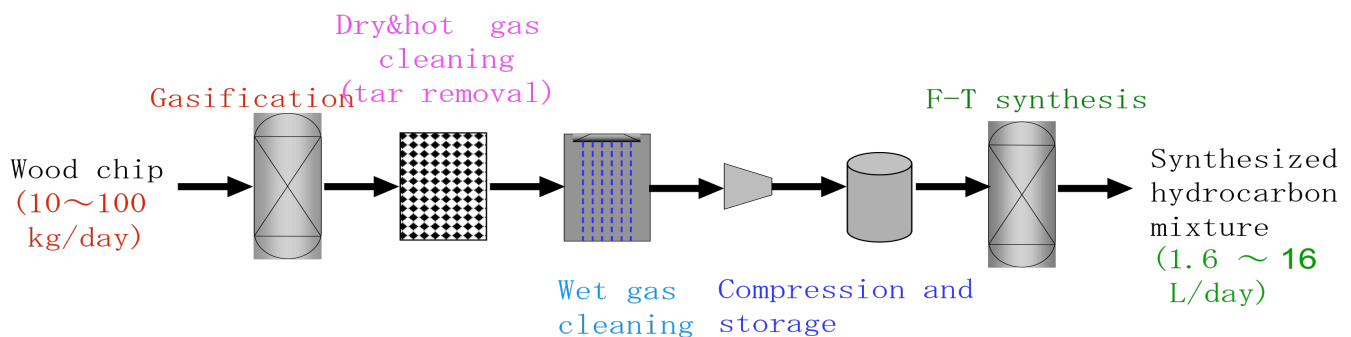 Dry&hot gas
cleaning
(tar removal)
Gasification
F-T synthesis
Wood chip
(10～100
kg/day)
Synthesized
hydrocarbon
mixture
(1.6 ～ 16
L/day)
Wet gas
cleaning
Compression and
storage